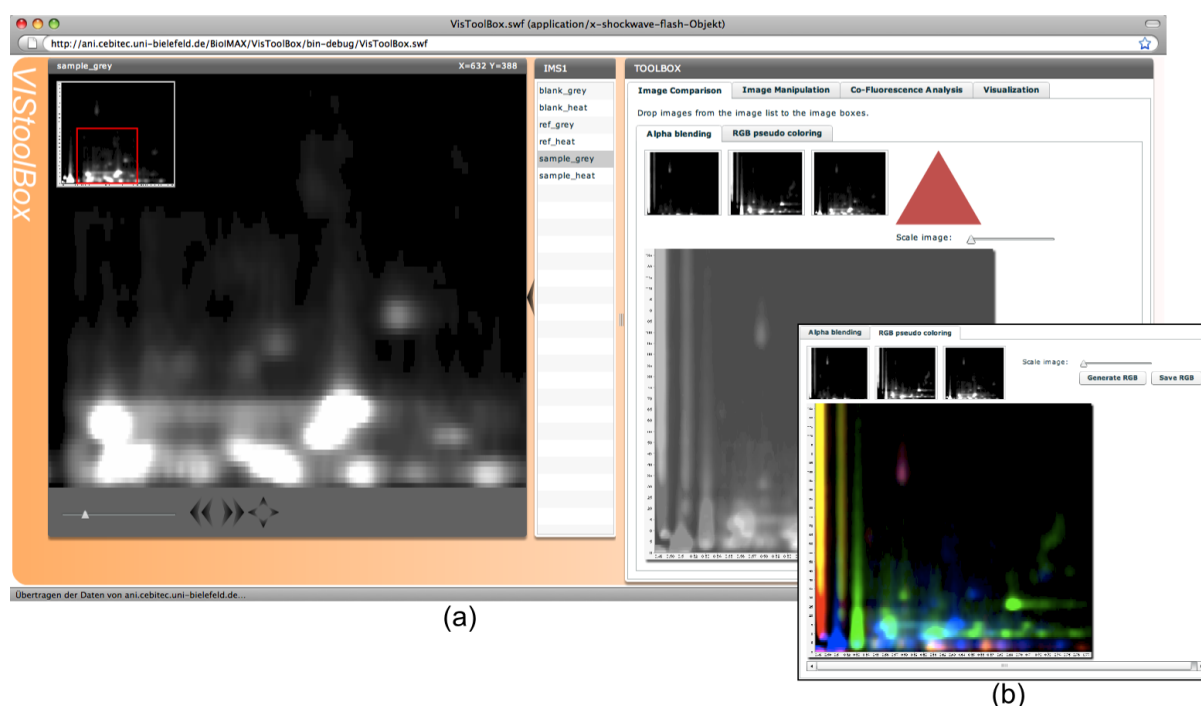 VisToolBox.swf (application/x-shockwave-flash-Objekt)
http://ani.cebitec.uni-bielefeld.de/BioIMAX/VisToolBox/bin-debug/VisToolBox.swf
VIStoolBox
sample_grey X=632 Y=388
IMS1
blank_grey
blank_heat
ref_grey
ref_heat
sample_grey
sample_heat
TOOLBOX
Image Comparison Image Manipulation Co-Fluorescence Analysis Visualization
Drop images from the image list to the image boxes.
Alpha blending RGB pseudo coloring
Scale image:
Alpha blending RGB pseudo coloring
Scale image:
Generate RGB Save RGB
Übertragen der Daten von ani.cebitec.uni-bielefeld.de...
(a)
(b)